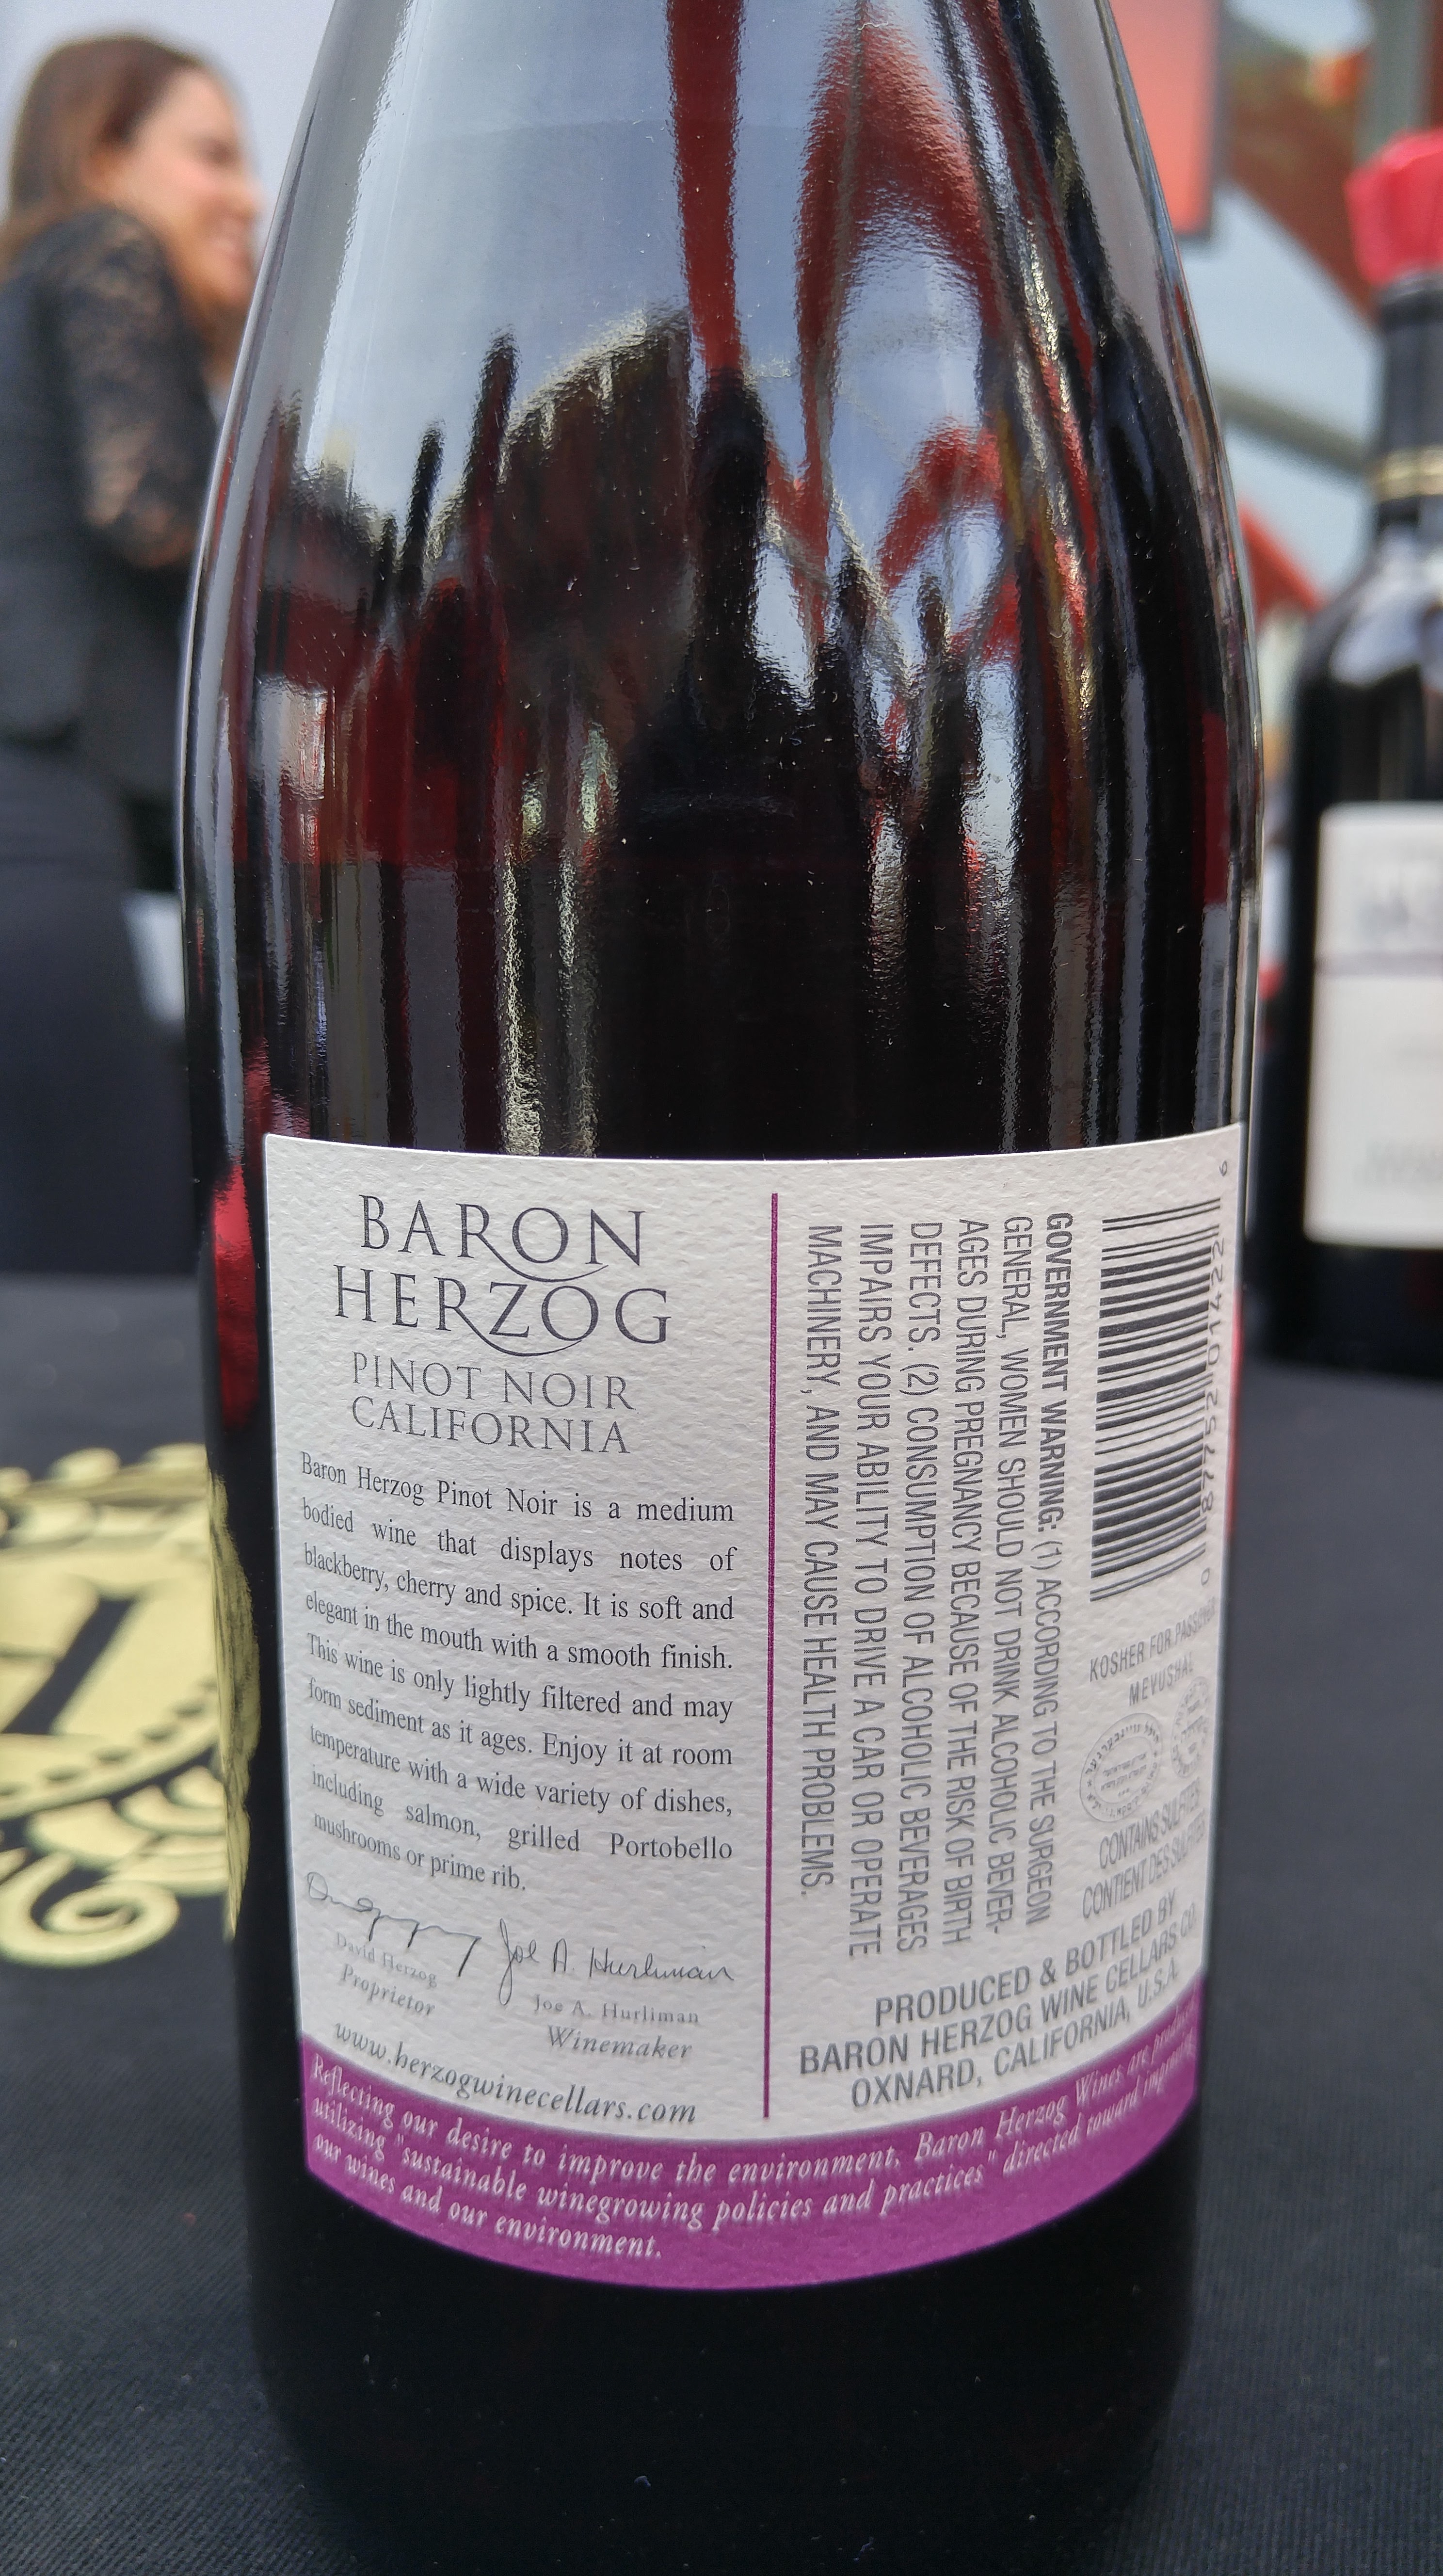 BARON
HERZOG
PINOT NOIR
CALIFORNIA
Baron Herzog Pinot Noir is a medium
bodied wine that displays notes of
blackberry, cherry and spice. It is soft and
elegant in the mouth with a smooth finish.
This wine is only lightly filtered and may
form sediment as it ages. Enjoy it at room
temperature with a wide variety of dishes,
including salmon, grilled Portobello
mushrooms or prime rib.
Joe A. Hurliman
David Herzog
Proprietor
Joe A. Hurliman
Winemaker
www.herzogwinecellars.com
GOVERNMENT WARNING: (1) ACCORDING TO THE SURGEON
GENERAL, WOMEN SHOULD NOT DRINK ALCOHOLIC BEVER-
AGES DURING PREGNANCY BECAUSE OF THE RISK OF BIRTH
DEFECTS. (2) CONSUMPTION OF ALCOHOLIC BEVERAGES
IMPAIRS YOUR ABILITY TO DRIVE A CAR OR OPERATE
MACHINERY, AND MAY CAUSE HEALTH PROBLEMS.
0 87752 01422 6
KOSHER FOR PASSOVER
MEVUSHAL
CONTAINS SULFITES
CONTIENT DES SULFITES
PRODUCED & BOTTLED BY
BARON HERZOG WINE CELLARS CO.
OXNARD, CALIFORNIA, U.S.A.
Reflecting our desire to improve the environment, Baron Herzog Wines are produced
utilizing "sustainable winegrowing policies and practices" directed toward improving
our wines and our environment.